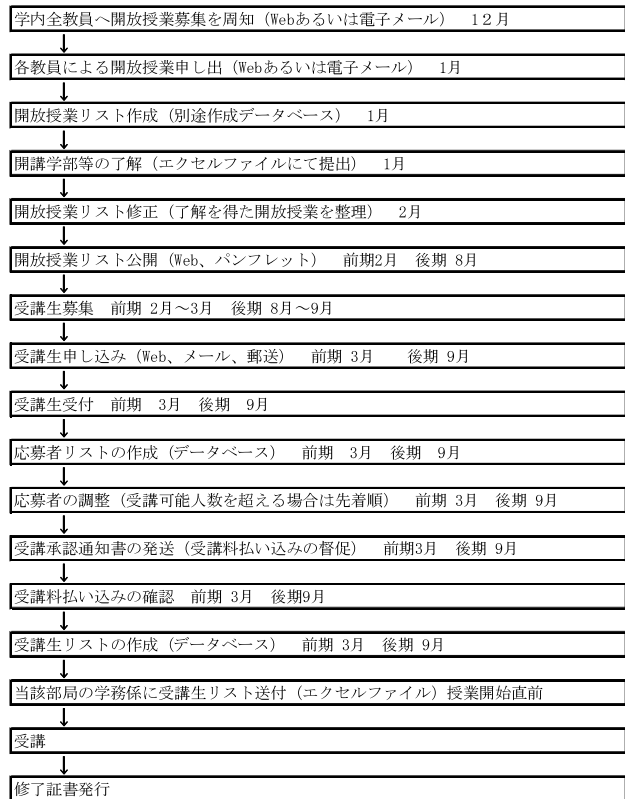 学内全教員へ開放授業募集を周知（Webあるいは電子メール）　１２月
各教員による開放授業申し出（Webあるいは電子メール）　1月
開放授業リスト作成（別途作成データベース）　1月
開講学部等の了解（エクセルファイルにて提出）　1月
開放授業リスト修正（了解を得た開放授業を整理）　2月
開放授業リスト公開（Web、パンフレット）　前期2月　後期 8月
受講生募集　前期 2月～3月　後期 8月～9月
受講生申し込み（Web、メール、郵送）　前期 3月　　後期 9月
受講生受付　前期　3月　後期　9月
応募者リストの作成（データベース）　前期　3月　後期　9月
応募者の調整（受講可能人数を超える場合は先着順）　前期 3月　後期 9月
受講承認通知書の発送（受講料払い込みの督促）　前期3月　後期 9月
受講料払い込みの確認　前期 3月　後期9月
受講生リストの作成（データベース）　前期 3月　後期 9月
当該部局の学務係に受講生リスト送付（エクセルファイル）授業開始直前
受講
修了証書発行